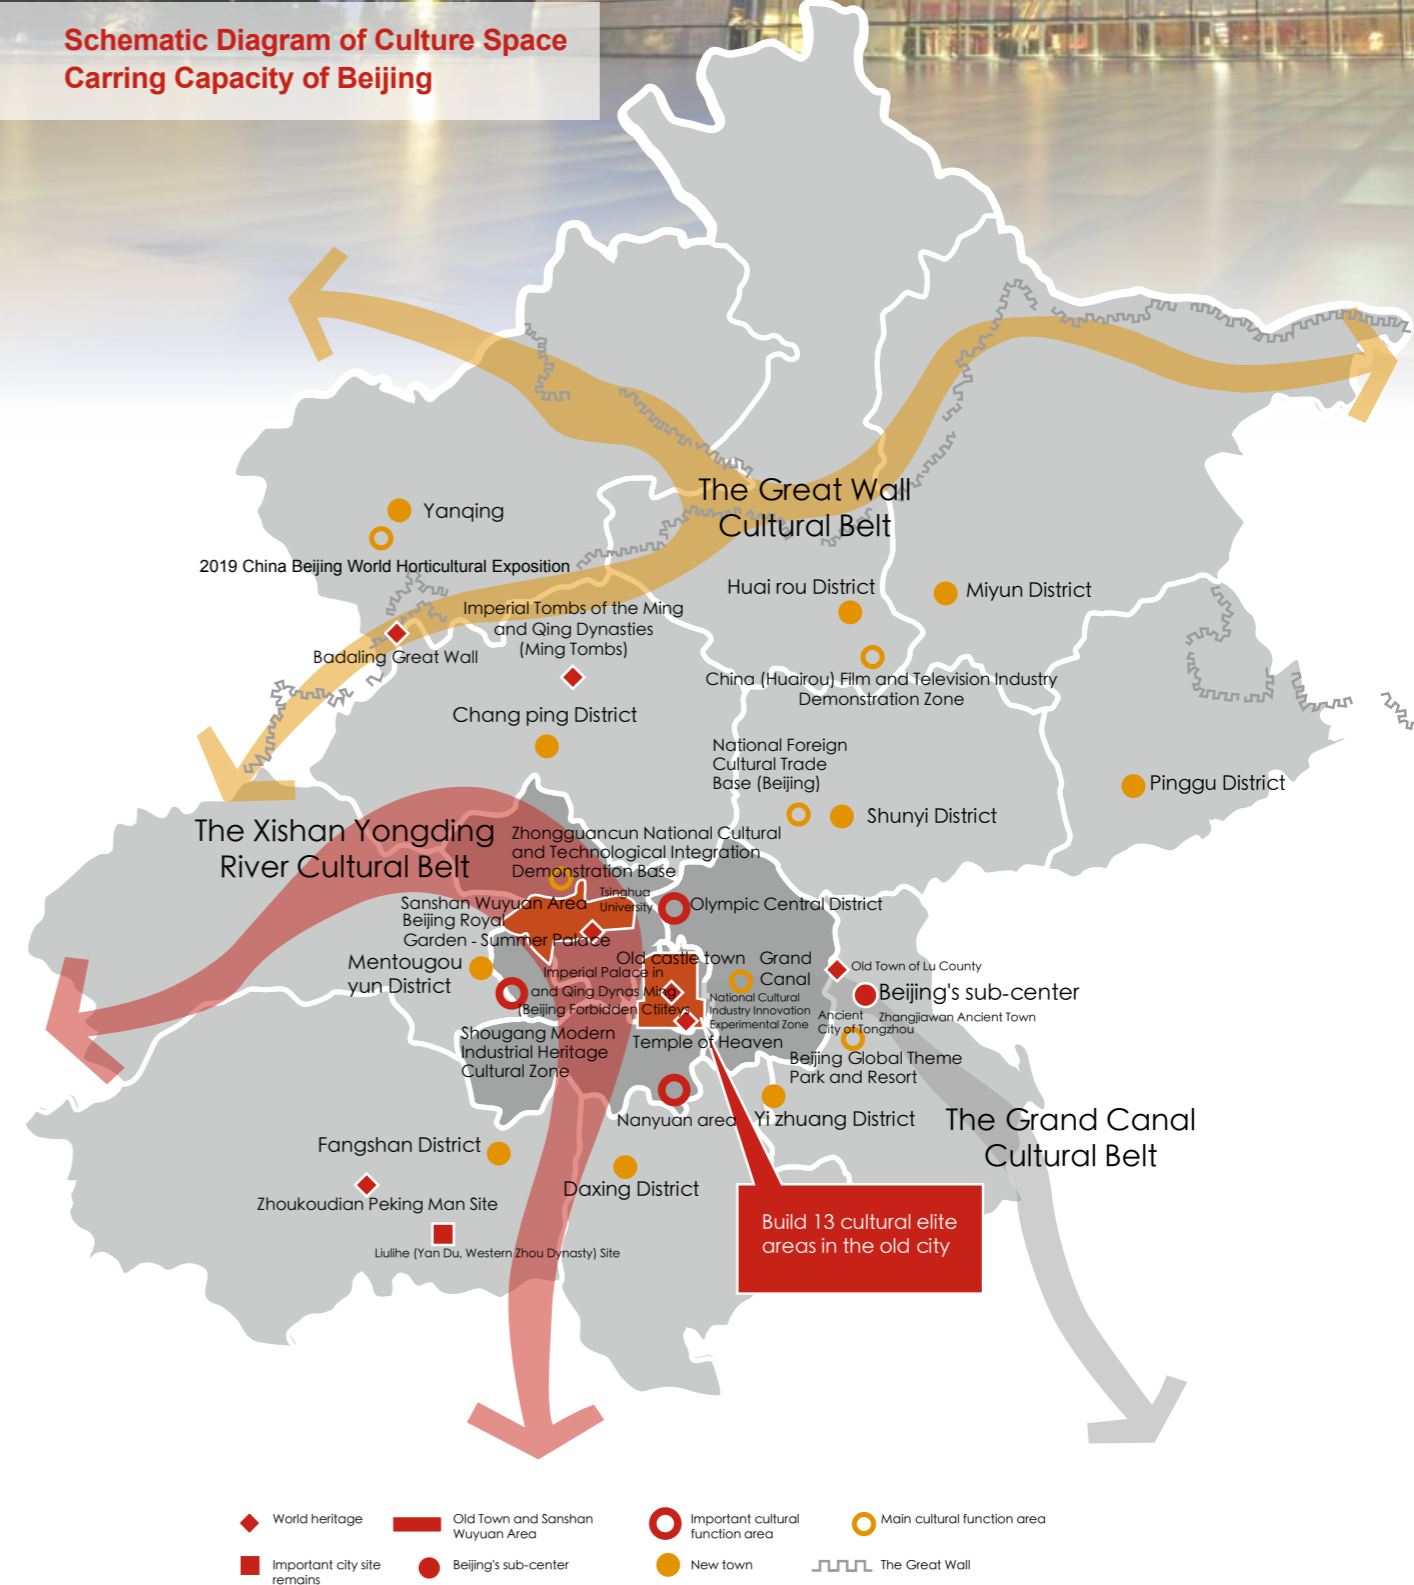 Schematic Diagram of Culture Space
Carring Capacity of Beijing
The Great Wall
Cultural Belt
Yanqing
2019 China Beijing World Horticultural Exposition
Huai rou District
Miyun District
Imperial Tombs of the Ming
and Qing Dynasties
(Ming Tombs)
Badaling Great Wall
China (Huairou) Film and Television Industry
Demonstration Zone
Chang ping District
National Foreign
Cultural Trade
Base (Beijing)
Pinggu District
Shunyi District
The Xishan Yongding
River Cultural Belt
Zhongguancun National Cultural
and Technological Integration
Demonstration Base
Tsinghua
University
Sanshan Wuyuan Area
Beijing Royal
Garden - Summer Palace
Olympic Central District
Mentougou
yun District
Old castle town
Grand
Canal
Old Town of Lu County
Imperial Palace in
and Qing Dynas Ming
(Beijing Forbidden Ctiiteys
National Cultural
Industry Innovation
Experimental Zone
Beijing's sub-center
Ancient
City of Tongzhou
Zhangjiawan Ancient Town
Shougang Modern
Industrial Heritage
Cultural Zone
Temple of Heaven
Beijing Global Theme
Park and Resort
Nanyuan area
Yi zhuang District
The Grand Canal
Cultural Belt
Fangshan District
Daxing District
Zhoukoudian Peking Man Site
Liulihe (Yan Du, Western Zhou Dynasty) Site
Build 13 cultural elite
areas in the old city
World heritage
Old Town and Sanshan
Wuyuan Area
Important cultural
function area
Main cultural function area
Important city site
remains
Beijing's sub-center
New town
The Great Wall